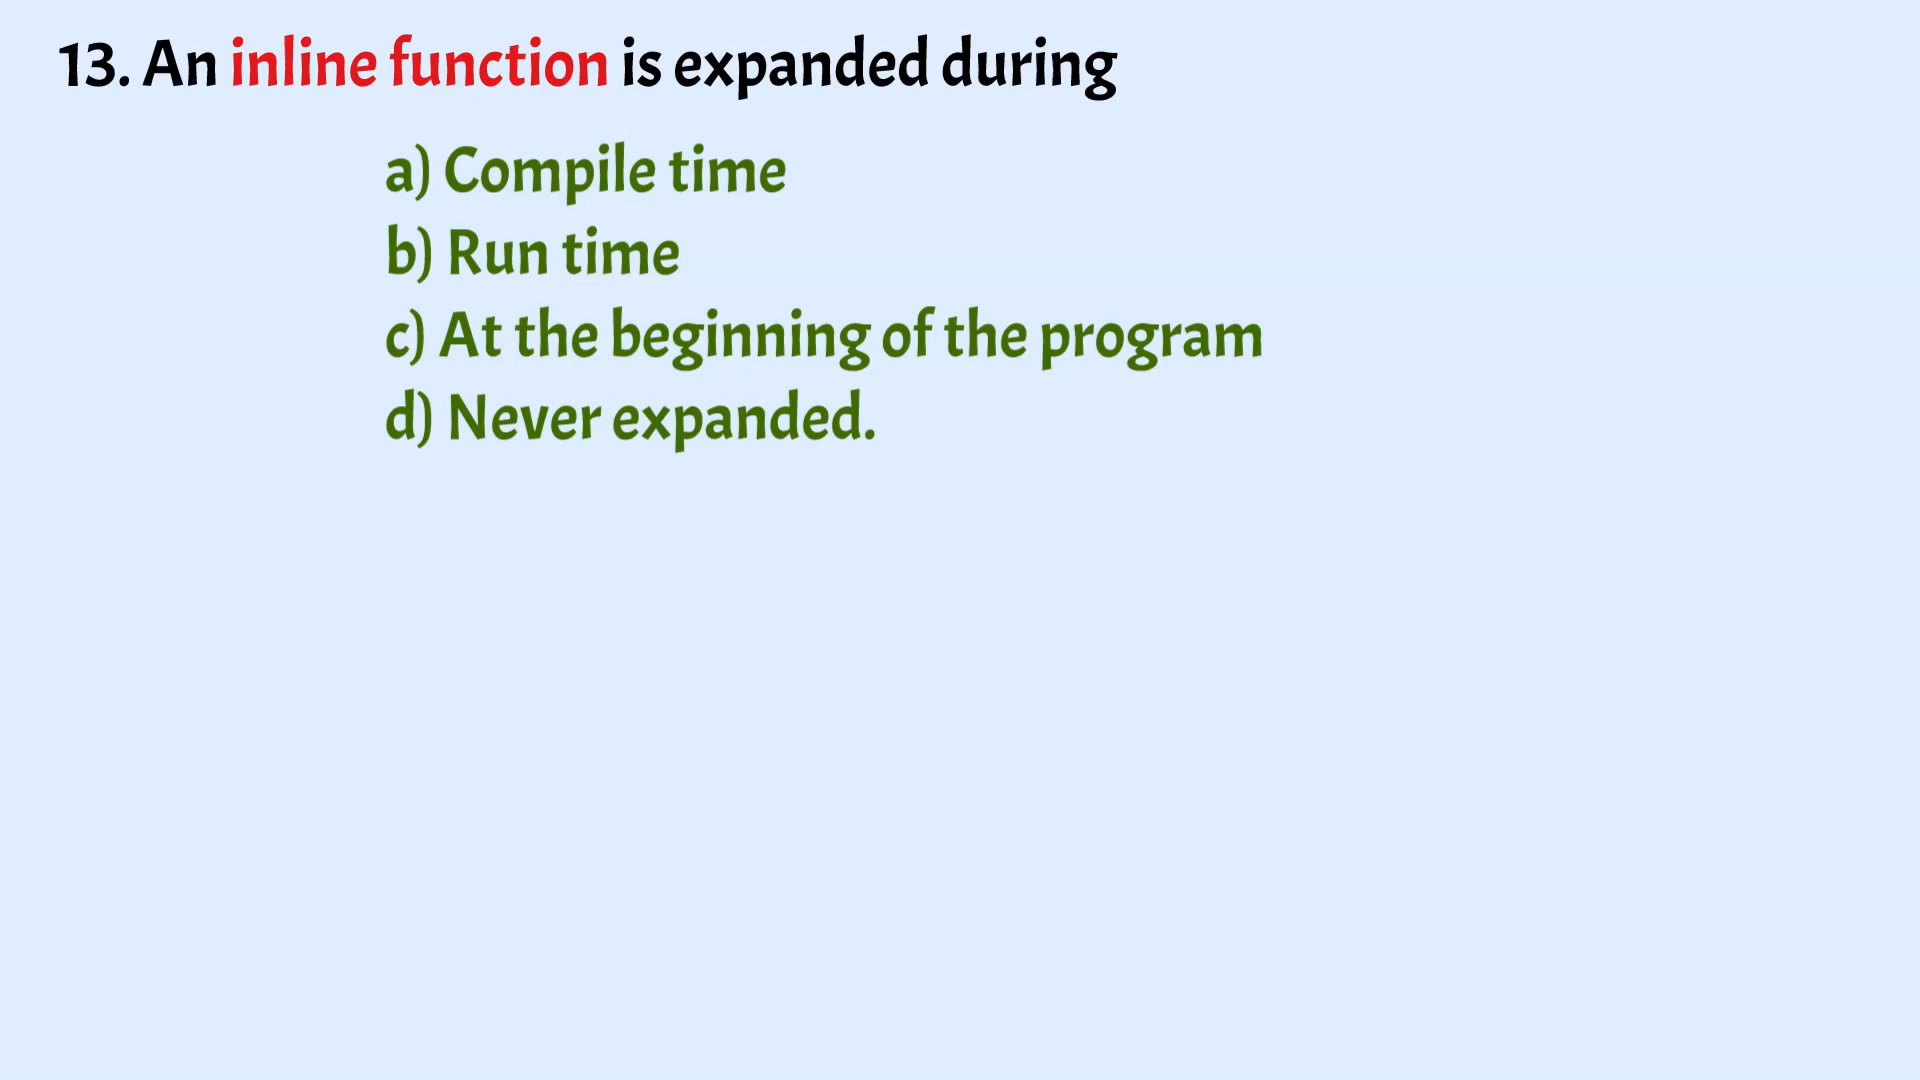 13. An inline function is expanded during
a) Compile time
b) Run time
c) At the beginning of the program
d) Never expanded.